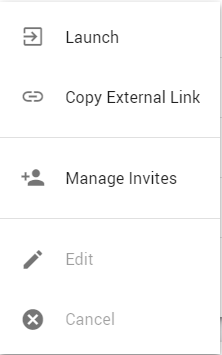 Launch
Copy External Link
Manage Invites
Edit
Cancel